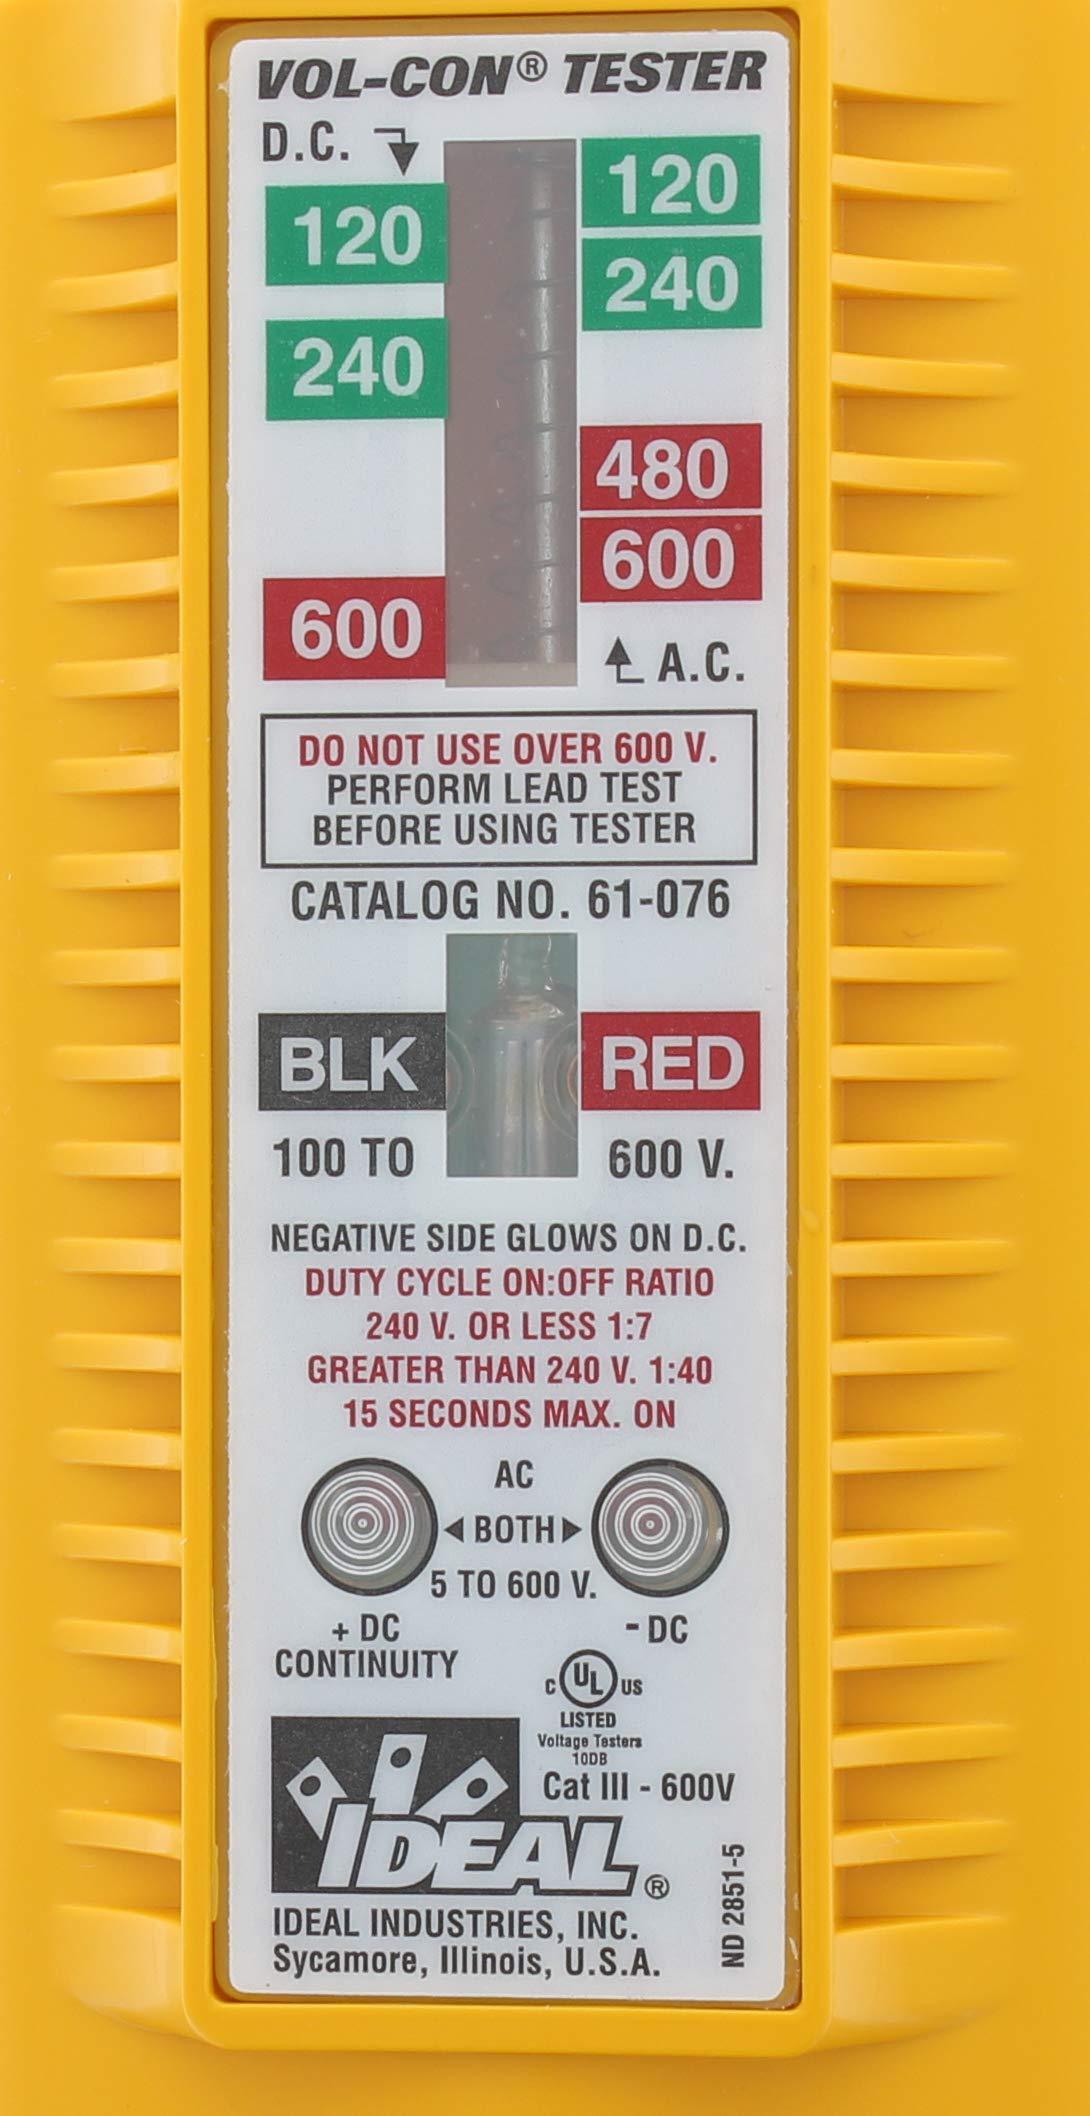 VOL-CON® TESTER
D.C.
120 120
240 240
480
600
600
A.C.
DO NOT USE OVER 600 V.
PERFORM LEAD TEST
BEFORE USING TESTER
CATALOG NO. 61-076
BLK RED
100 TO 600 V.
NEGATIVE SIDE GLOWS ON D.C.
DUTY CYCLE ON:OFF RATIO
240 V. OR LESS 1:7
GREATER THAN 240 V. 1:40
15 SECONDS MAX. ON
AC
◄ BOTH ►
5 TO 600 V.
+ DC - DC
CONTINUITY
C UL US
LISTED
Voltage Testers
10DB
Cat III - 600V
IDEAL®
IDEAL INDUSTRIES, INC.
Sycamore, Illinois, U.S.A.
ND 2851-5